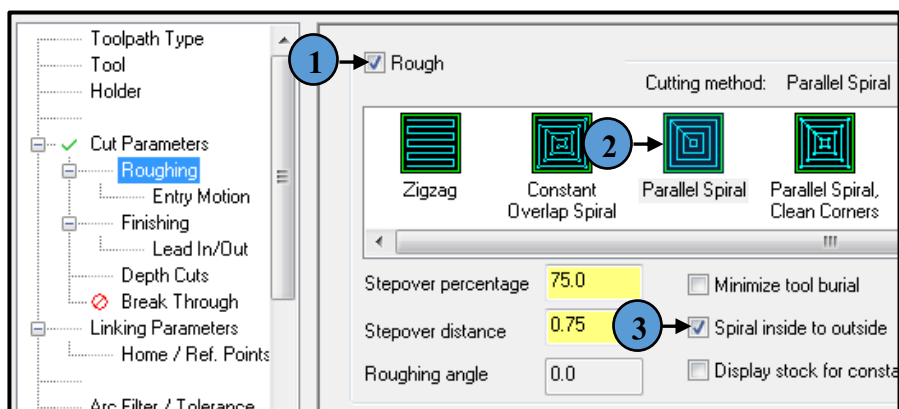 Toolpath Type
Tool
Holder
Cut Parameters
Roughing
Entry Motion
Finishing
Lead In/Out
Depth Cuts
Break Through
Linking Parameters
Home / Ref. Points
Arc Filter / Tolerance
1
Rough
Cutting method: Parallel Spiral
2
Zigzag
Constant
Overlap Spiral
Parallel Spiral
Parallel Spiral,
Clean Corners
Stepover percentage 75.0
Minimize tool burial
Stepover distance 0.75
3
Spiral inside to outside
Roughing angle 0.0
Display stock for consta